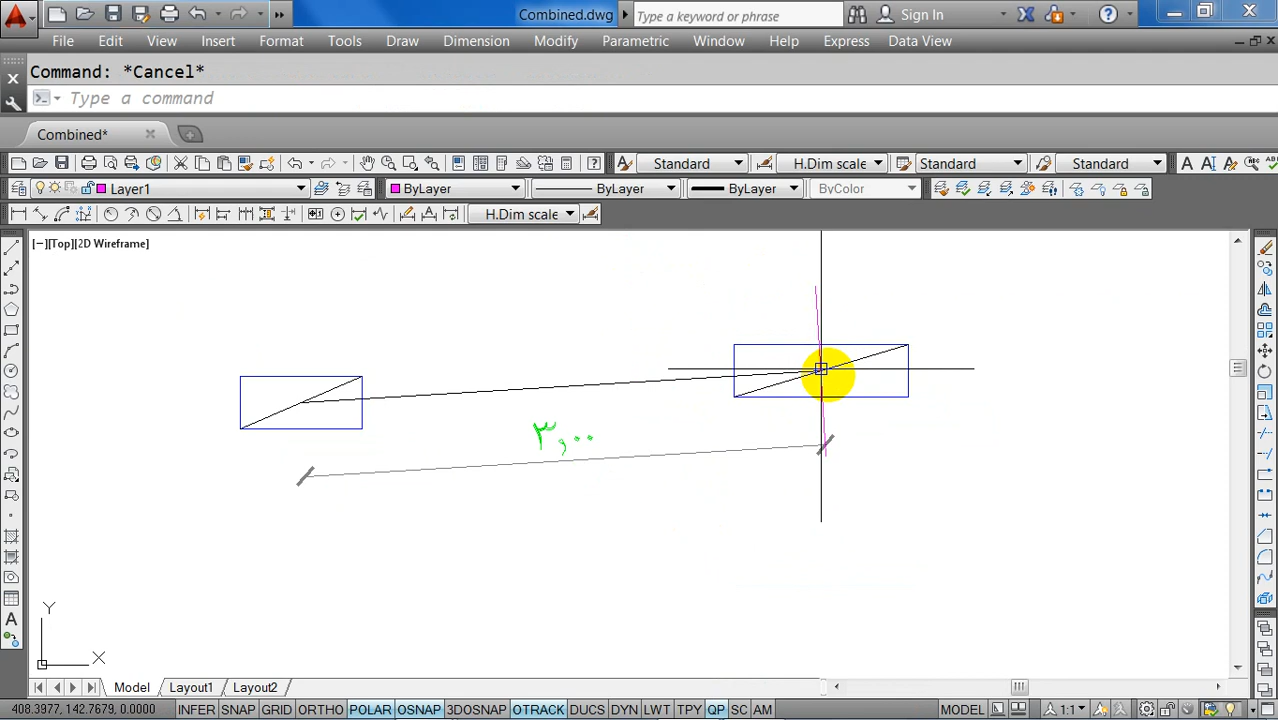 Combined.dwg
Type a keyword or phrase
Sign In
File Edit View Insert Format Tools Draw Dimension Modify Parametric Window Help Express Data View
Command: *Cancel*
Type a command
Combined*
Standard H.Dim scale Standard Standard
Layer1 ByLayer ByLayer ByLayer ByColor
H.Dim scale
[−][Top][2D Wireframe]
۳,۰۰
Y
X
Model Layout1 Layout2
408.3977, 142.7679, 0.0000 INFER SNAP GRID ORTHO POLAR OSNAP 3DOSNAP OTRACK DUCS DYN LWT TPY QP SC AM MODEL 1:1